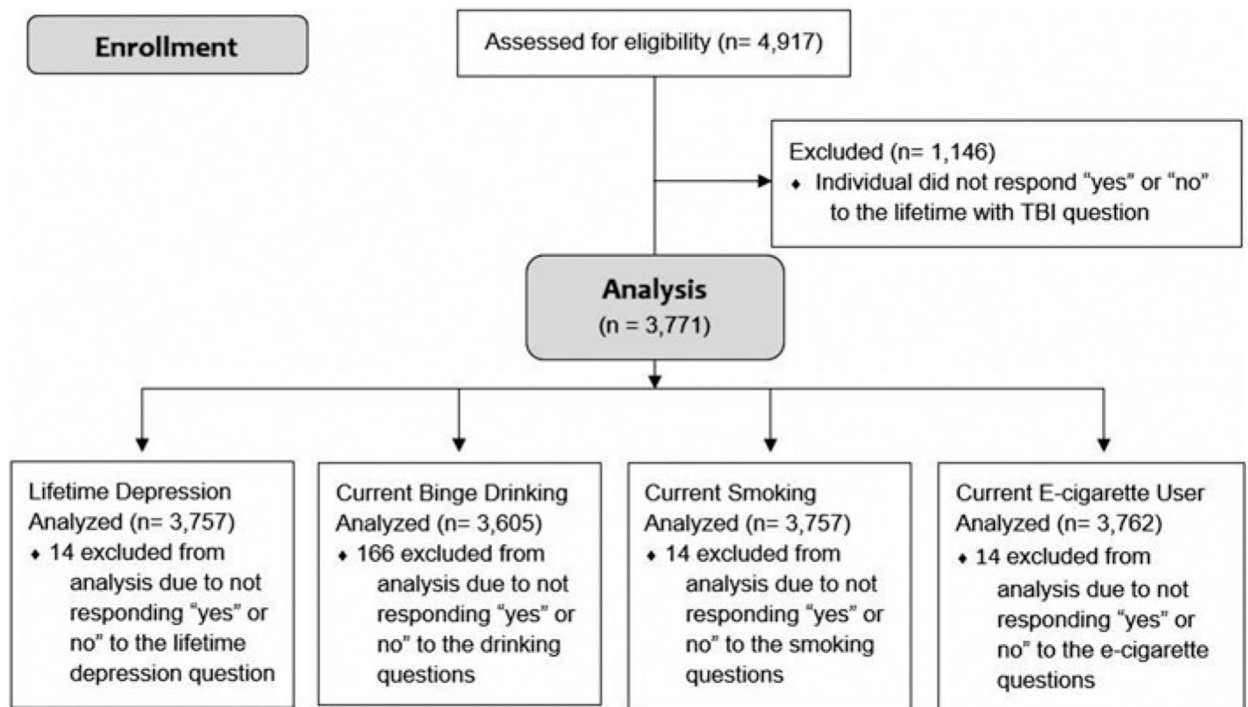 Enrollment
Assessed for eligibility (n= 4,917)
Excluded (n= 1,146)
♦ Individual did not respond “yes” or “no”
to the lifetime with TBI question
Analysis
(n = 3,771)
Lifetime Depression
Analyzed (n= 3,757)
♦ 14 excluded from
analysis due to not
responding “yes” or
no” to the lifetime
depression question
Current Binge Drinking
Analyzed (n= 3,605)
♦ 166 excluded from
analysis due to not
responding “yes” or
no” to the drinking
questions
Current Smoking
Analyzed (n= 3,757)
♦ 14 excluded from
analysis due to not
responding “yes” or
no” to the smoking
questions
Current E-cigarette User
Analyzed (n= 3,762)
♦ 14 excluded from
analysis due to not
responding “yes” or
no” to the e-cigarette
questions